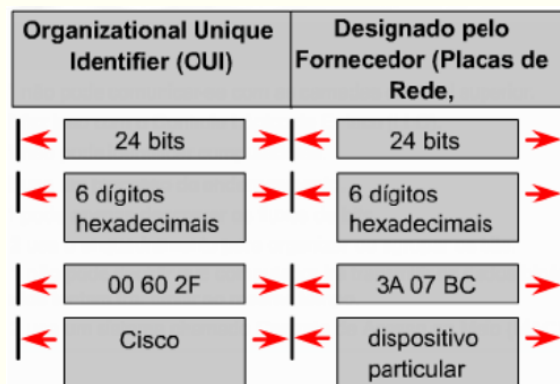 Organizational Unique
Identifier (OUI)
Designado pelo
Fornecedor (Placas de
Rede,
24 bits
24 bits
6 dígitos
hexadecimais
6 dígitos
hexadecimais
00 60 2F
3A 07 BC
Cisco
dispositivo
particular